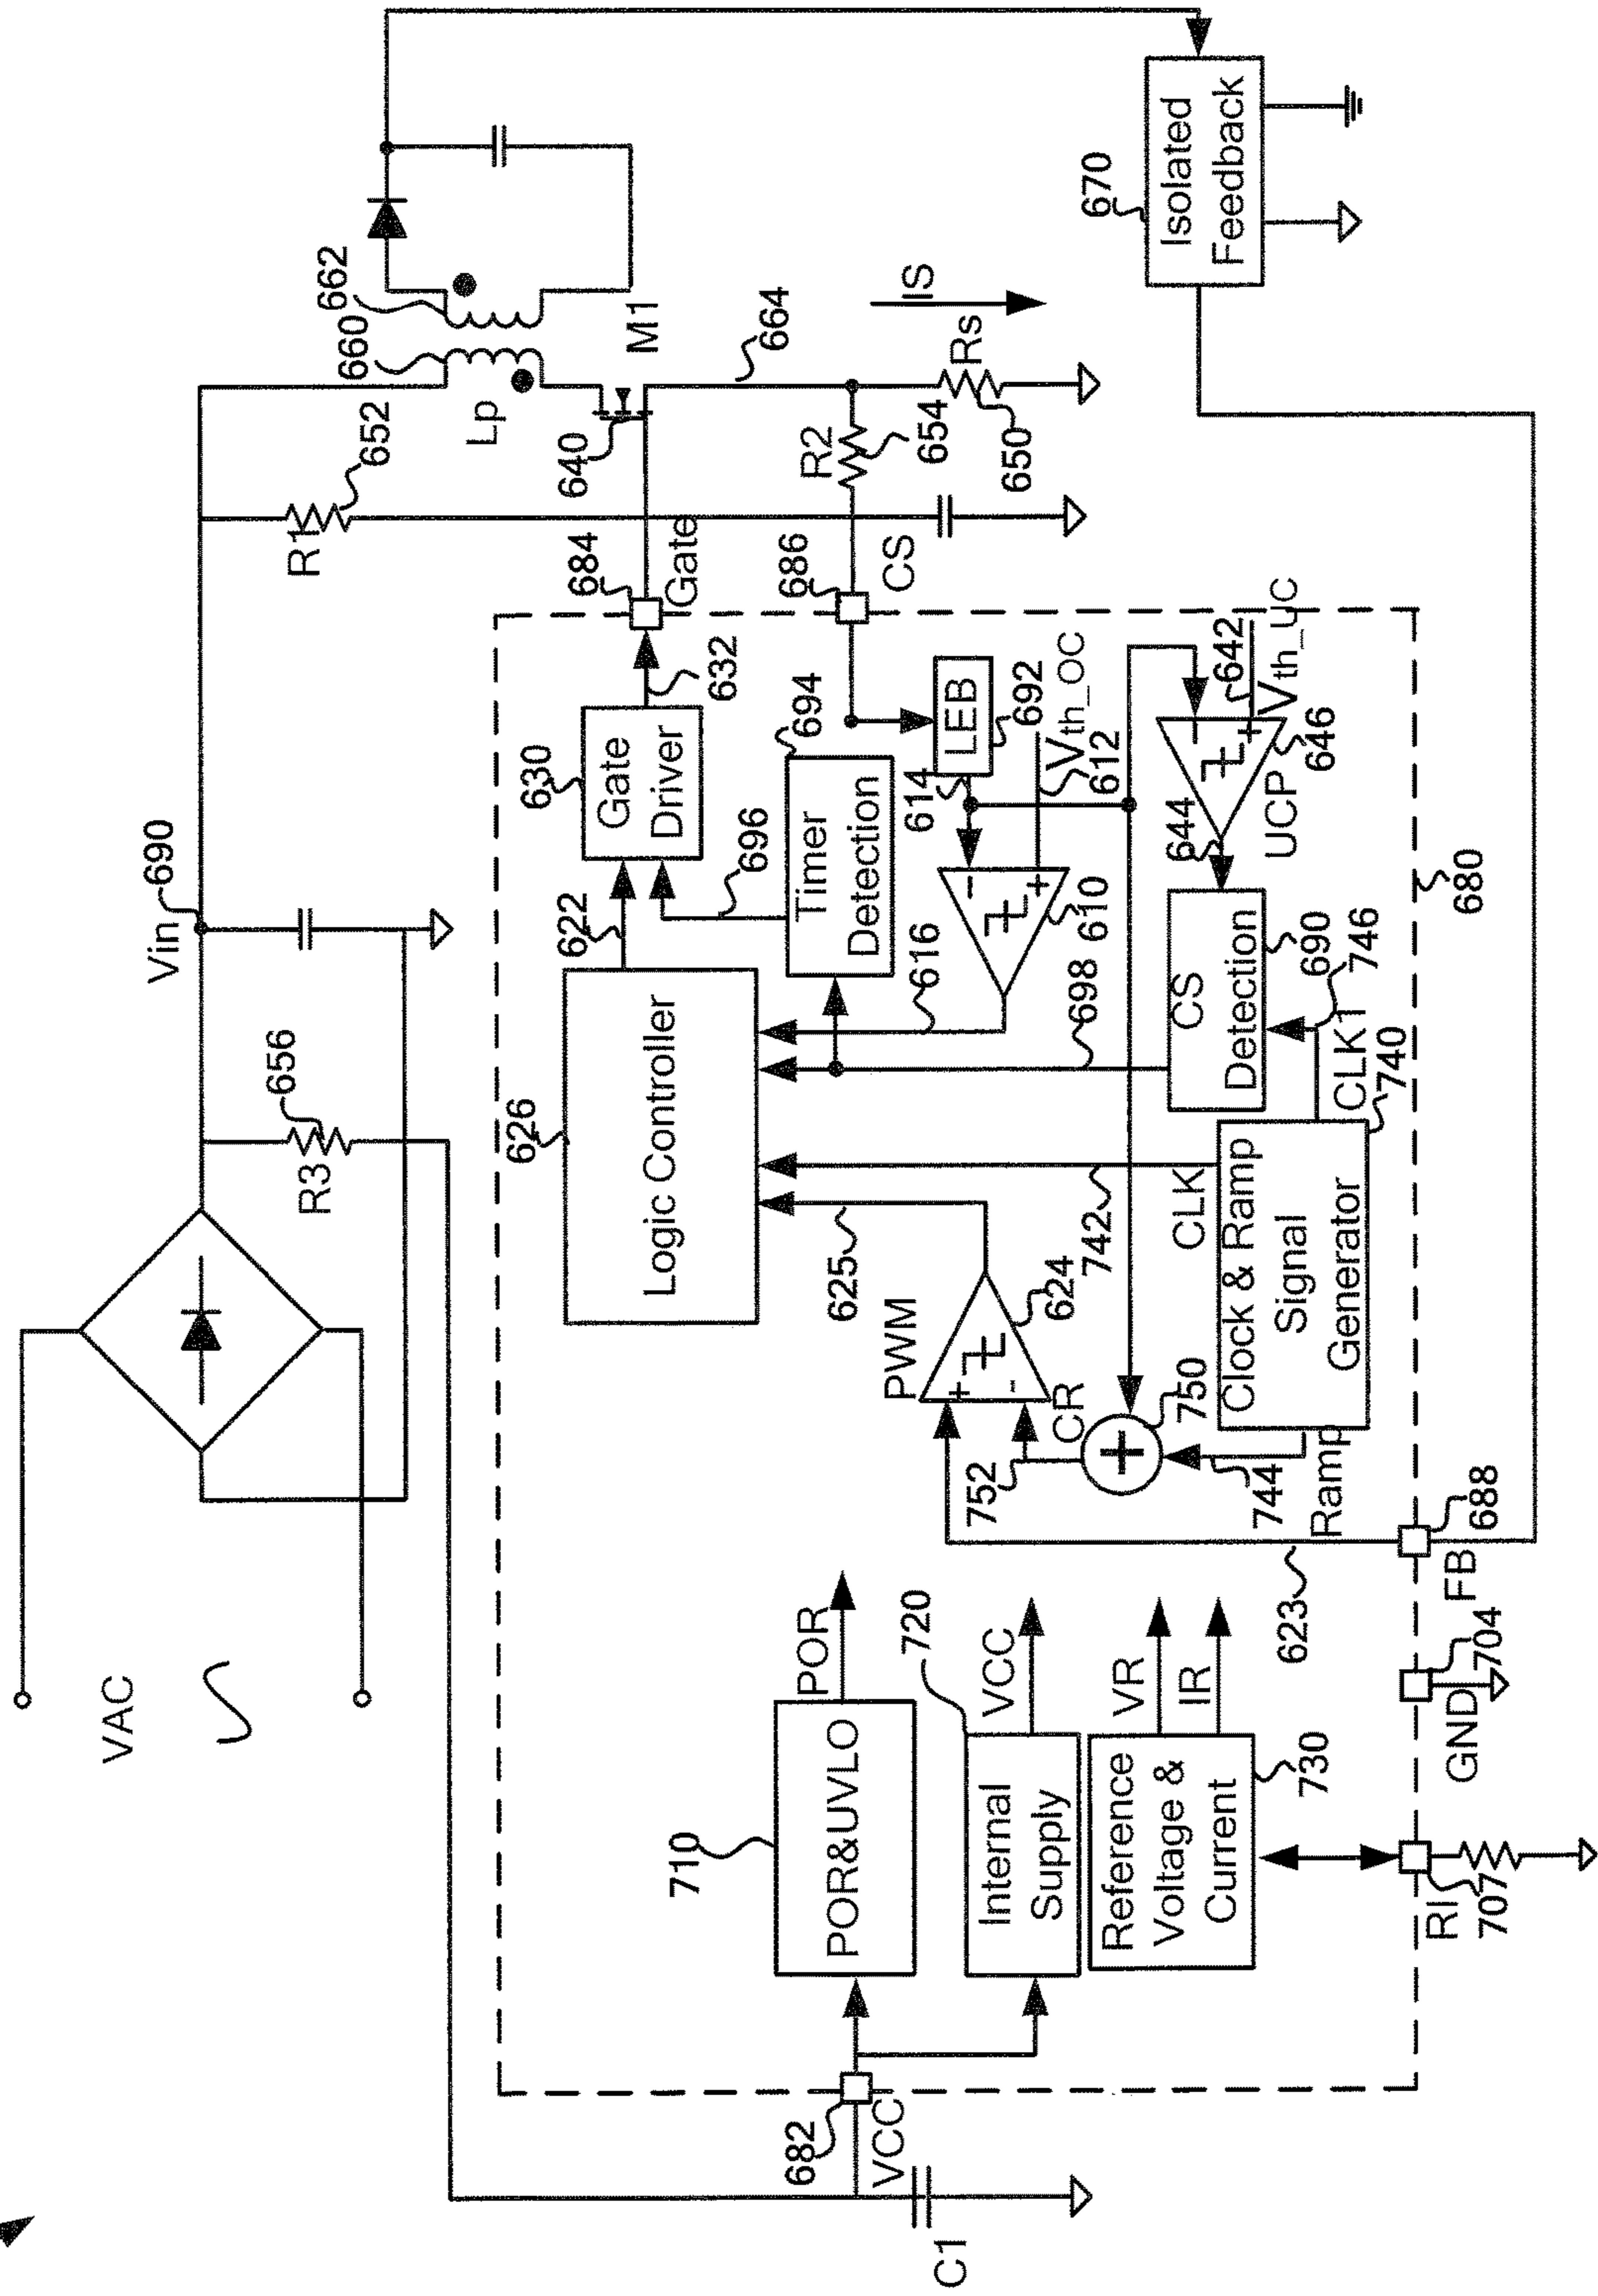 VAC
Vin
690
R3
656
R1
652
660
662
Lp
M1
640
664
IS
R2
654
Rs
650
670
Isolated
Feedback
684
Gate
686
CS
630
Gate
Driver
632
622
696
694
Timer
Detection
626
Logic Controller
614
LEB
692
Vth_OC
612
610
616
698
642
Vth_UC
646
UCP
644
CS
Detection
690
746
CLK1
740
680
PWM
625
624
742
CLK
Clock & Ramp
Signal
Generator
CR
752
750
744
Ramp
623
FB
688
710
POR&UVLO
POR
720
Internal
Supply
VCC
Reference
Voltage &
Current
VR
IR
730
GND
704
RI
707
682
VCC
C1